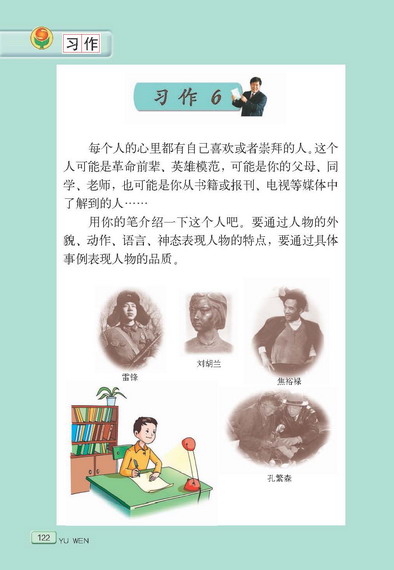 习作
习作6
每个人的心里都有自己喜欢或者崇拜的人。这个
人可能是革命前辈、英雄模范，可能是你的父母、同
学、老师，也可能是你从书籍或报刊、电视等媒体中
了解到的人……
用你的笔介绍一下这个人吧。要通过人物的外
貌、动作、语言、神态表现人物的特点，要通过具体
事例表现人物的品质。
雷锋
刘胡兰
焦裕禄
孔繁森
122 YU WEN